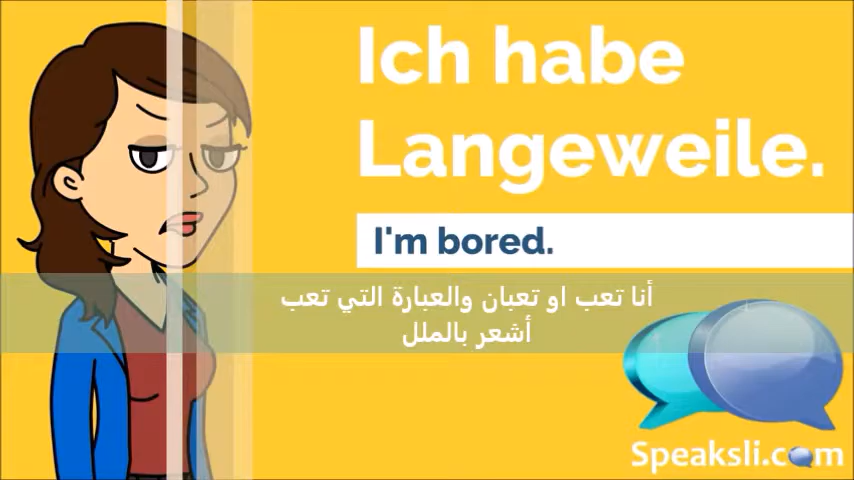 Ich habe
Langeweile.
I'm bored.
أنا تعب او تعبان والعبارة التي تعب
أشعر بالملل
Speaksli.com